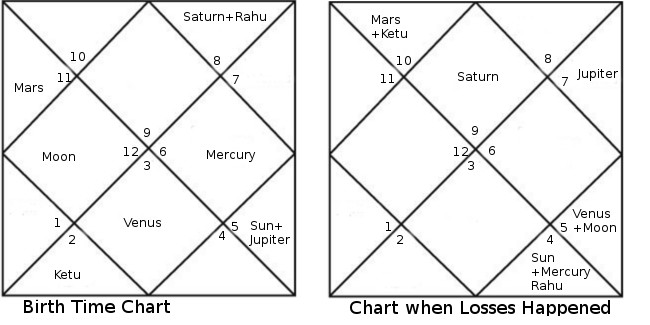 Saturn+Rahu
10
8
11
7
Mars
9
Moon
12
6
Mercury
3
1
Venus
5
Sun+
2
4
Jupiter
Ketu
Birth Time Chart
Mars
+Ketu
10
8
11
Saturn
7
Jupiter
9
12
6
3
Venus
+Moon
1
5
2
4
Sun
+Mercury
Rahu
Chart when Losses Happened